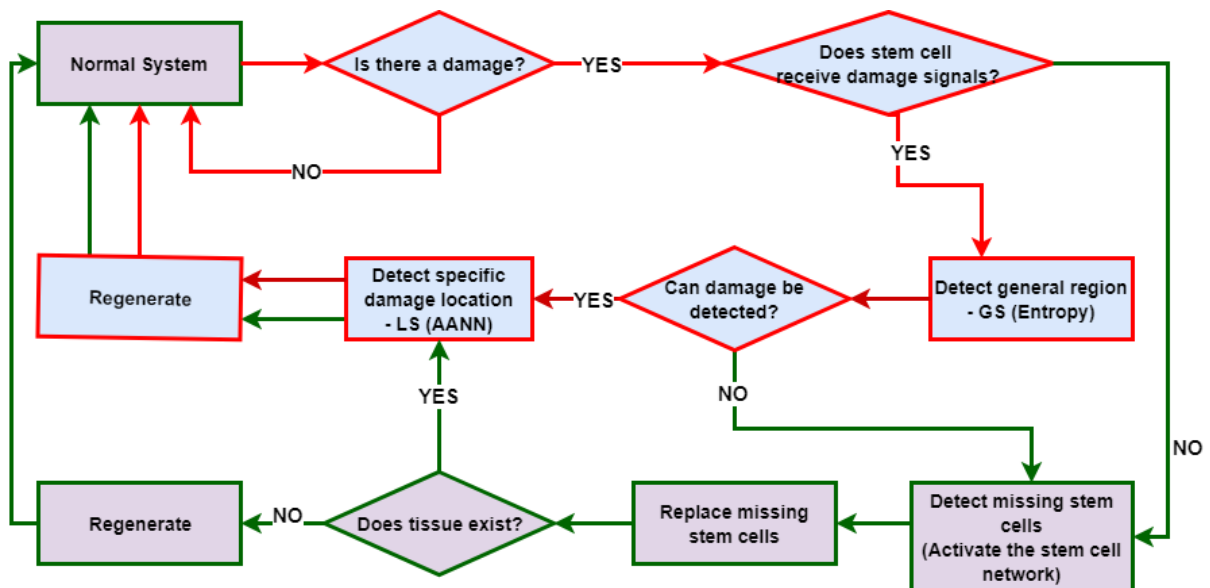 Normal System
Is there a damage?
YES
Does stem cell
receive damage signals?
NO
YES
Regenerate
Detect specific
damage location
- LS (AANN)
YES
Can damage be
detected?
Detect general region
- GS (Entropy)
YES
NO
NO
Regenerate
NO
Does tissue exist?
Replace missing
stem cells
Detect missing stem
cells
(Activate the stem cell
network)